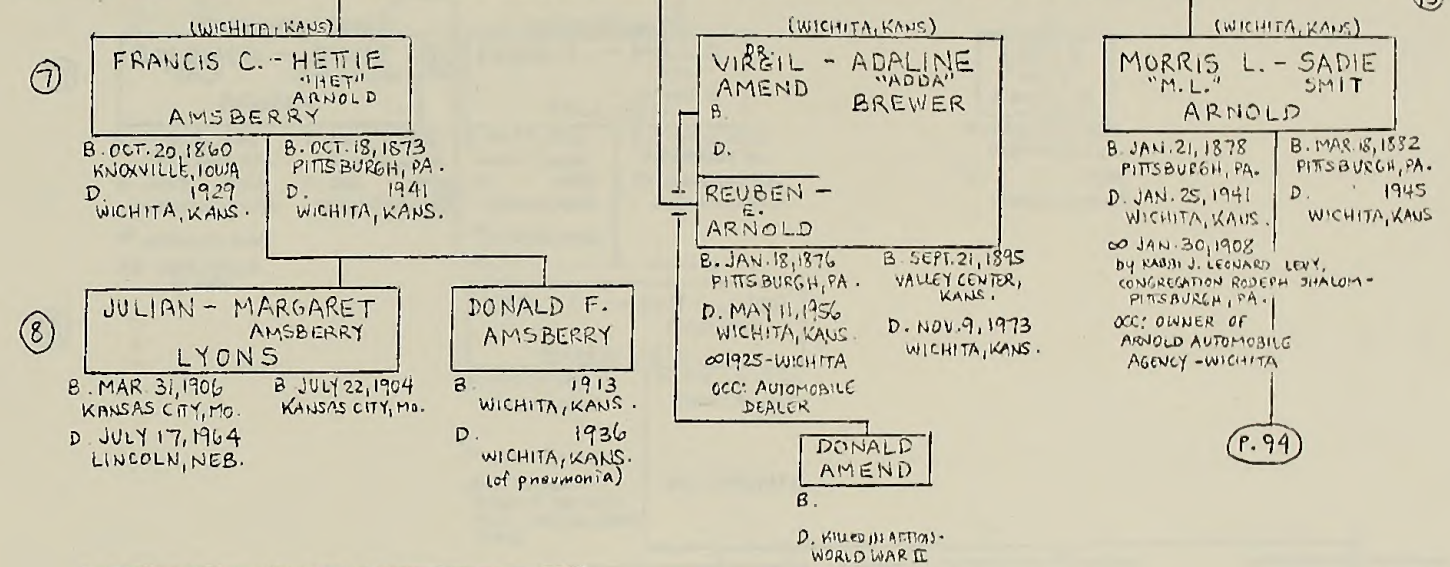 13
(WICHITA, KANS)
7
FRANCIS C. - HETTIE
"HET"
ARNOLD
AMSBERRY
B. OCT. 20, 1860
KNOXVILLE, IOWA
D. 1929
WICHITA, KANS.
B. OCT. 18, 1873
PITTSBURGH, PA.
D. 1941
WICHITA, KANS.
(WICHITA, KANS)
DR.
VIRGIL - ADALINE
AMEND "ADDA"
BREWER
B.
D.
REUBEN -
E.
ARNOLD
B. JAN. 18, 1876
PITTSBURGH, PA.
D. MAY 11, 1956
WICHITA, KANS.
∞1925-WICHITA
OCC: AUTOMOBILE
DEALER
B. SEPT. 21, 1895
VALLEY CENTER,
KANS.
D. NOV. 9, 1973
WICHITA, KANS.
(WICHITA, KANS)
MORRIS L. - SADIE
"M.L." SMIT
ARNOLD
B. JAN. 21, 1878
PITTSBURGH, PA.
D. JAN. 25, 1941
WICHITA, KANS.
∞ JAN. 30, 1908
by RABBI J. LEONARD LEVY,
CONGREGATION RODEPH SHALOM-
PITTSBURGH, PA.
OCC: OWNER OF
ARNOLD AUTOMOBILE
AGENCY - WICHITA
B. MAR. 18, 1882
PITTSBURGH, PA.
D. 1945
WICHITA, KANS
P. 94
8
JULIAN - MARGARET
AMSBERRY
LYONS
B. MAR. 31, 1906
KANSAS CITY, MO.
D. JULY 17, 1964
LINCOLN, NEB.
B JULY 22, 1904
KANSAS CITY, MO.
DONALD F.
AMSBERRY
B. 1913
WICHITA, KANS.
D. 1936
WICHITA, KANS.
(of pneumonia)
DONALD
AMEND
B.
D. KILLED IN ACTION-
WORLD WAR II